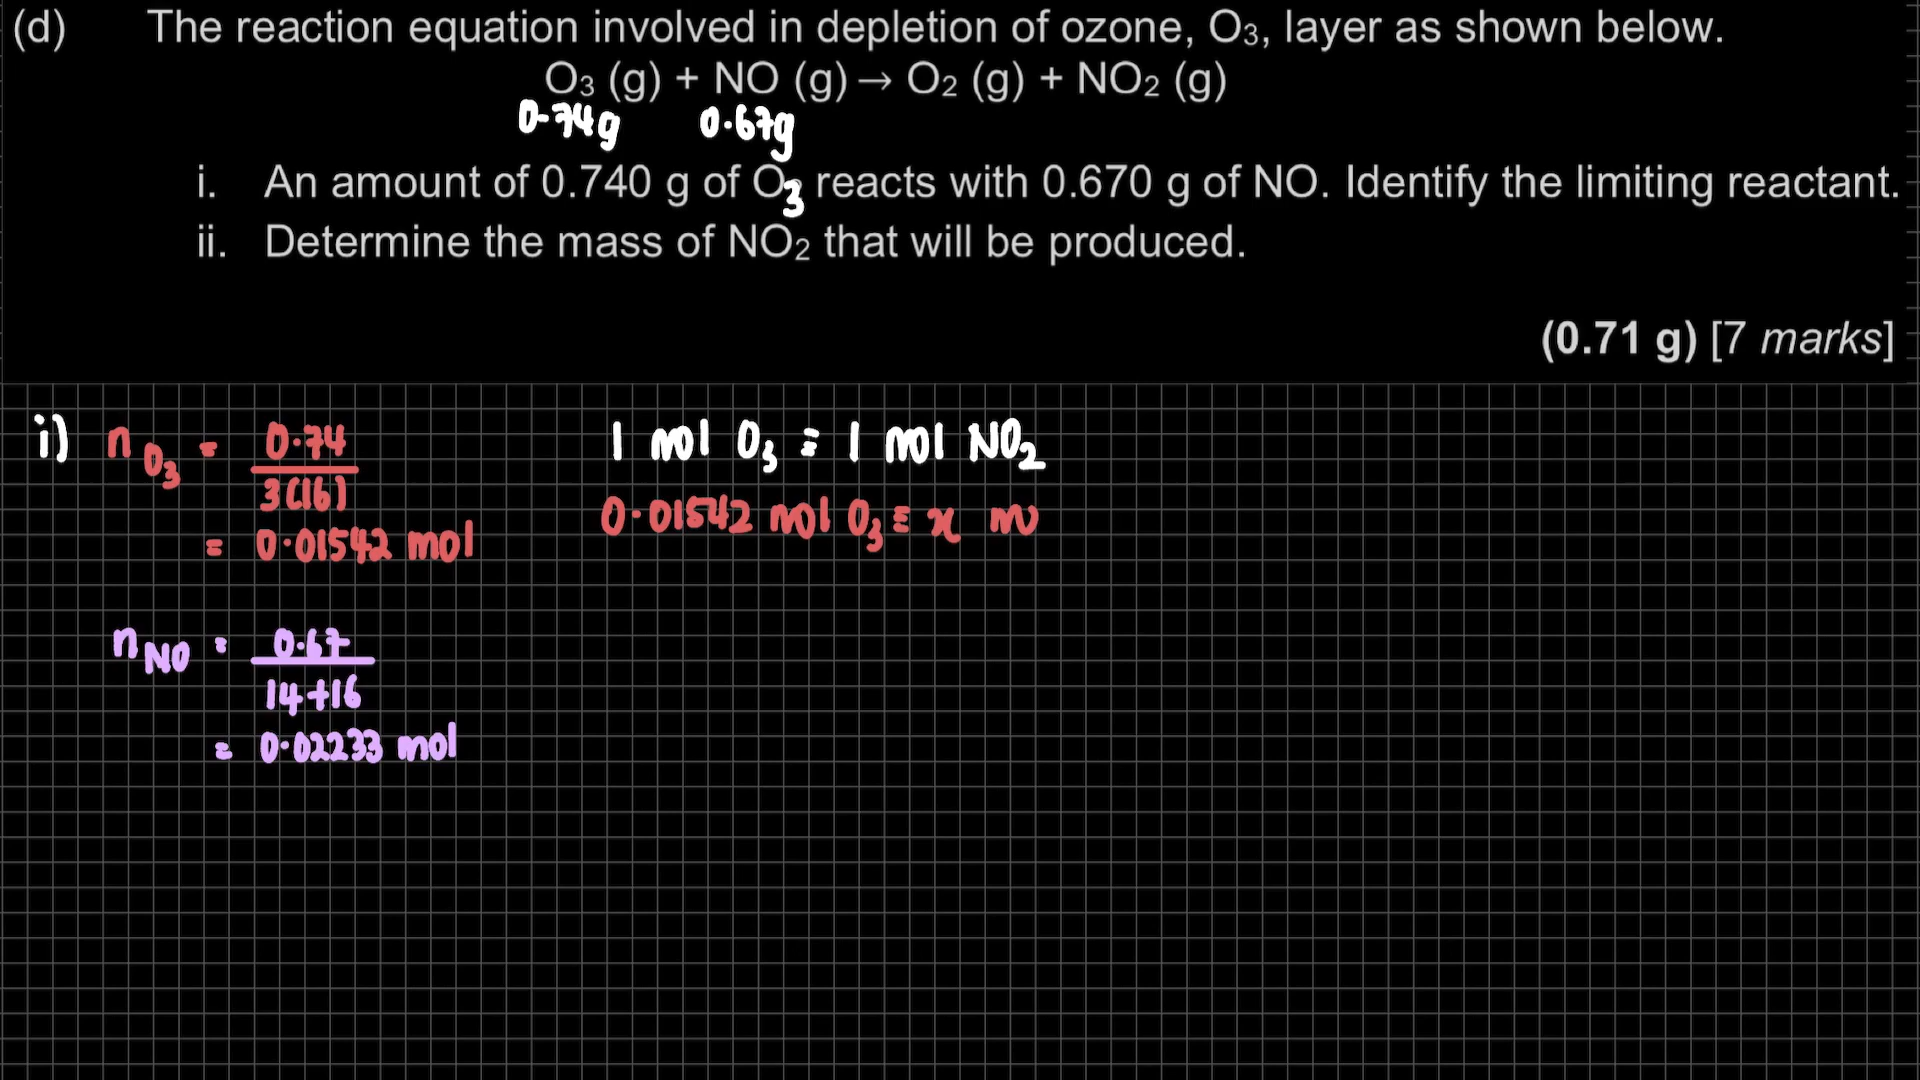 (d) The reaction equation involved in depletion of ozone, O₃, layer as shown below.
O₃ (g) + NO (g) → O₂ (g) + NO₂ (g)
0.74g 0.67g
i. An amount of 0.740 g of O₃ reacts with 0.670 g of NO. Identify the limiting reactant.
ii. Determine the mass of NO₂ that will be produced.
(0.71 g) [7 marks]
i) n O₃ = 0.74
3(16)
= 0.01542 mol
n NO = 0.67
14+16
= 0.02233 mol
1 mol O₃ ≡ 1 mol NO₂
0.01542 mol O₃ ≡ x m